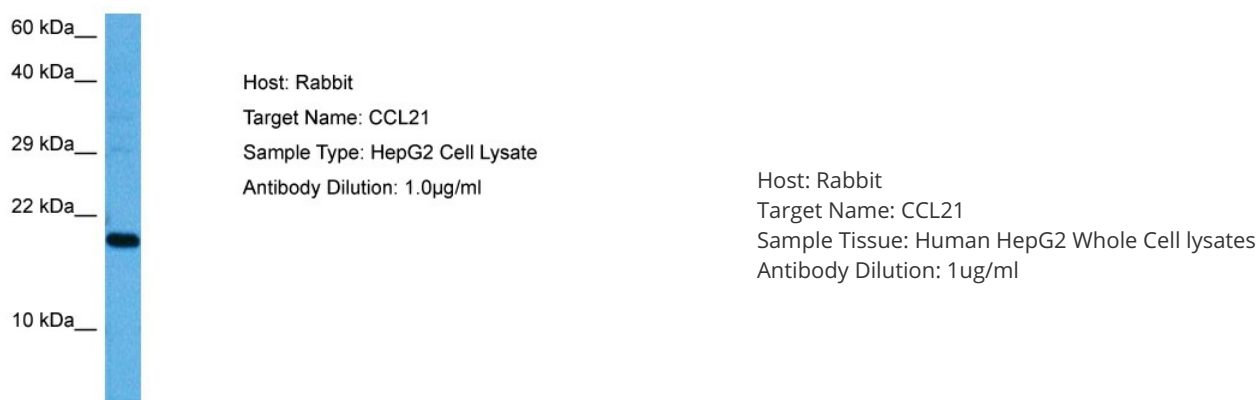 60 kDa__
40 kDa__
29 kDa__
22 kDa__
10 kDa__
Host: Rabbit
Target Name: CCL21
Sample Type: HepG2 Cell Lysate
Antibody Dilution: 1.0µg/ml
Host: Rabbit
Target Name: CCL21
Sample Tissue: Human HepG2 Whole Cell lysates
Antibody Dilution: 1ug/ml